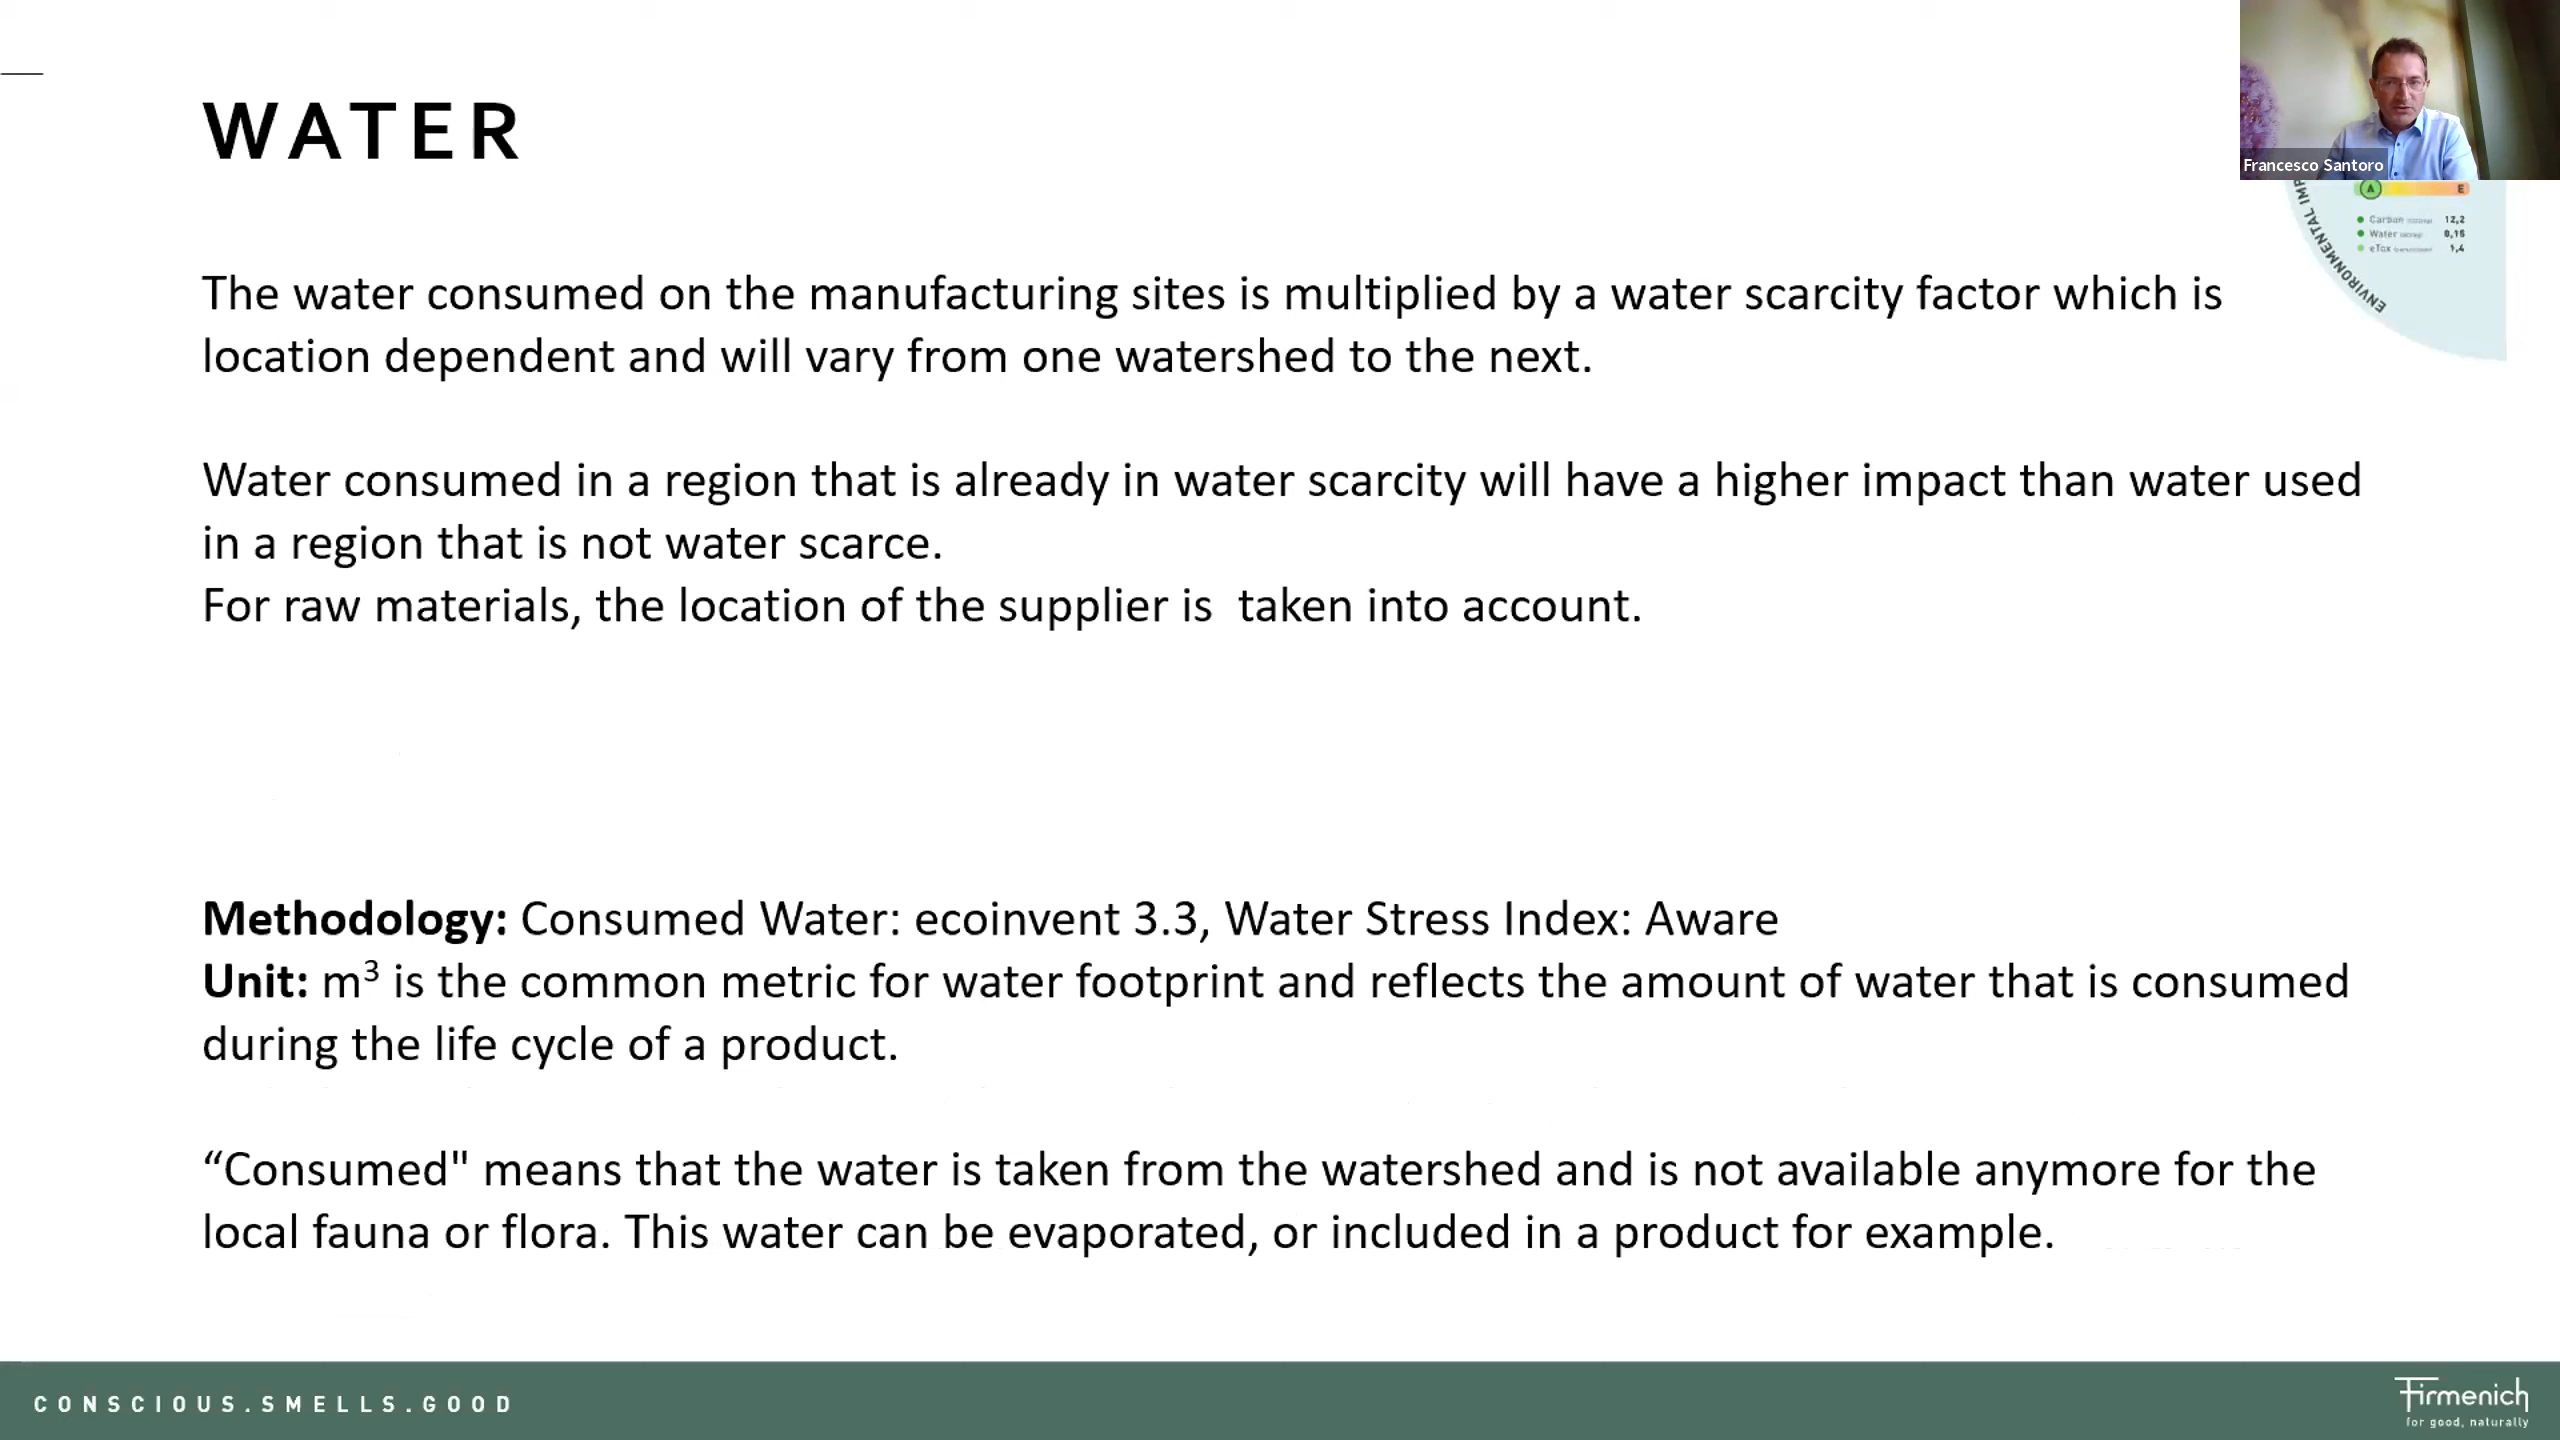 WATER
Francesco Santoro
A E
Carbon 12,2
Water 0,15
eTox 1,4
ENVIRONMENTAL
The water consumed on the manufacturing sites is multiplied by a water scarcity factor which is
location dependent and will vary from one watershed to the next.
Water consumed in a region that is already in water scarcity will have a higher impact than water used
in a region that is not water scarce.
For raw materials, the location of the supplier is  taken into account.
Methodology: Consumed Water: ecoinvent 3.3, Water Stress Index: Aware
Unit: m³ is the common metric for water footprint and reflects the amount of water that is consumed
during the life cycle of a product.
“Consumed" means that the water is taken from the watershed and is not available anymore for the
local fauna or flora. This water can be evaporated, or included in a product for example.
CONSCIOUS.SMELLS.GOOD
Firmenich
for good, naturally